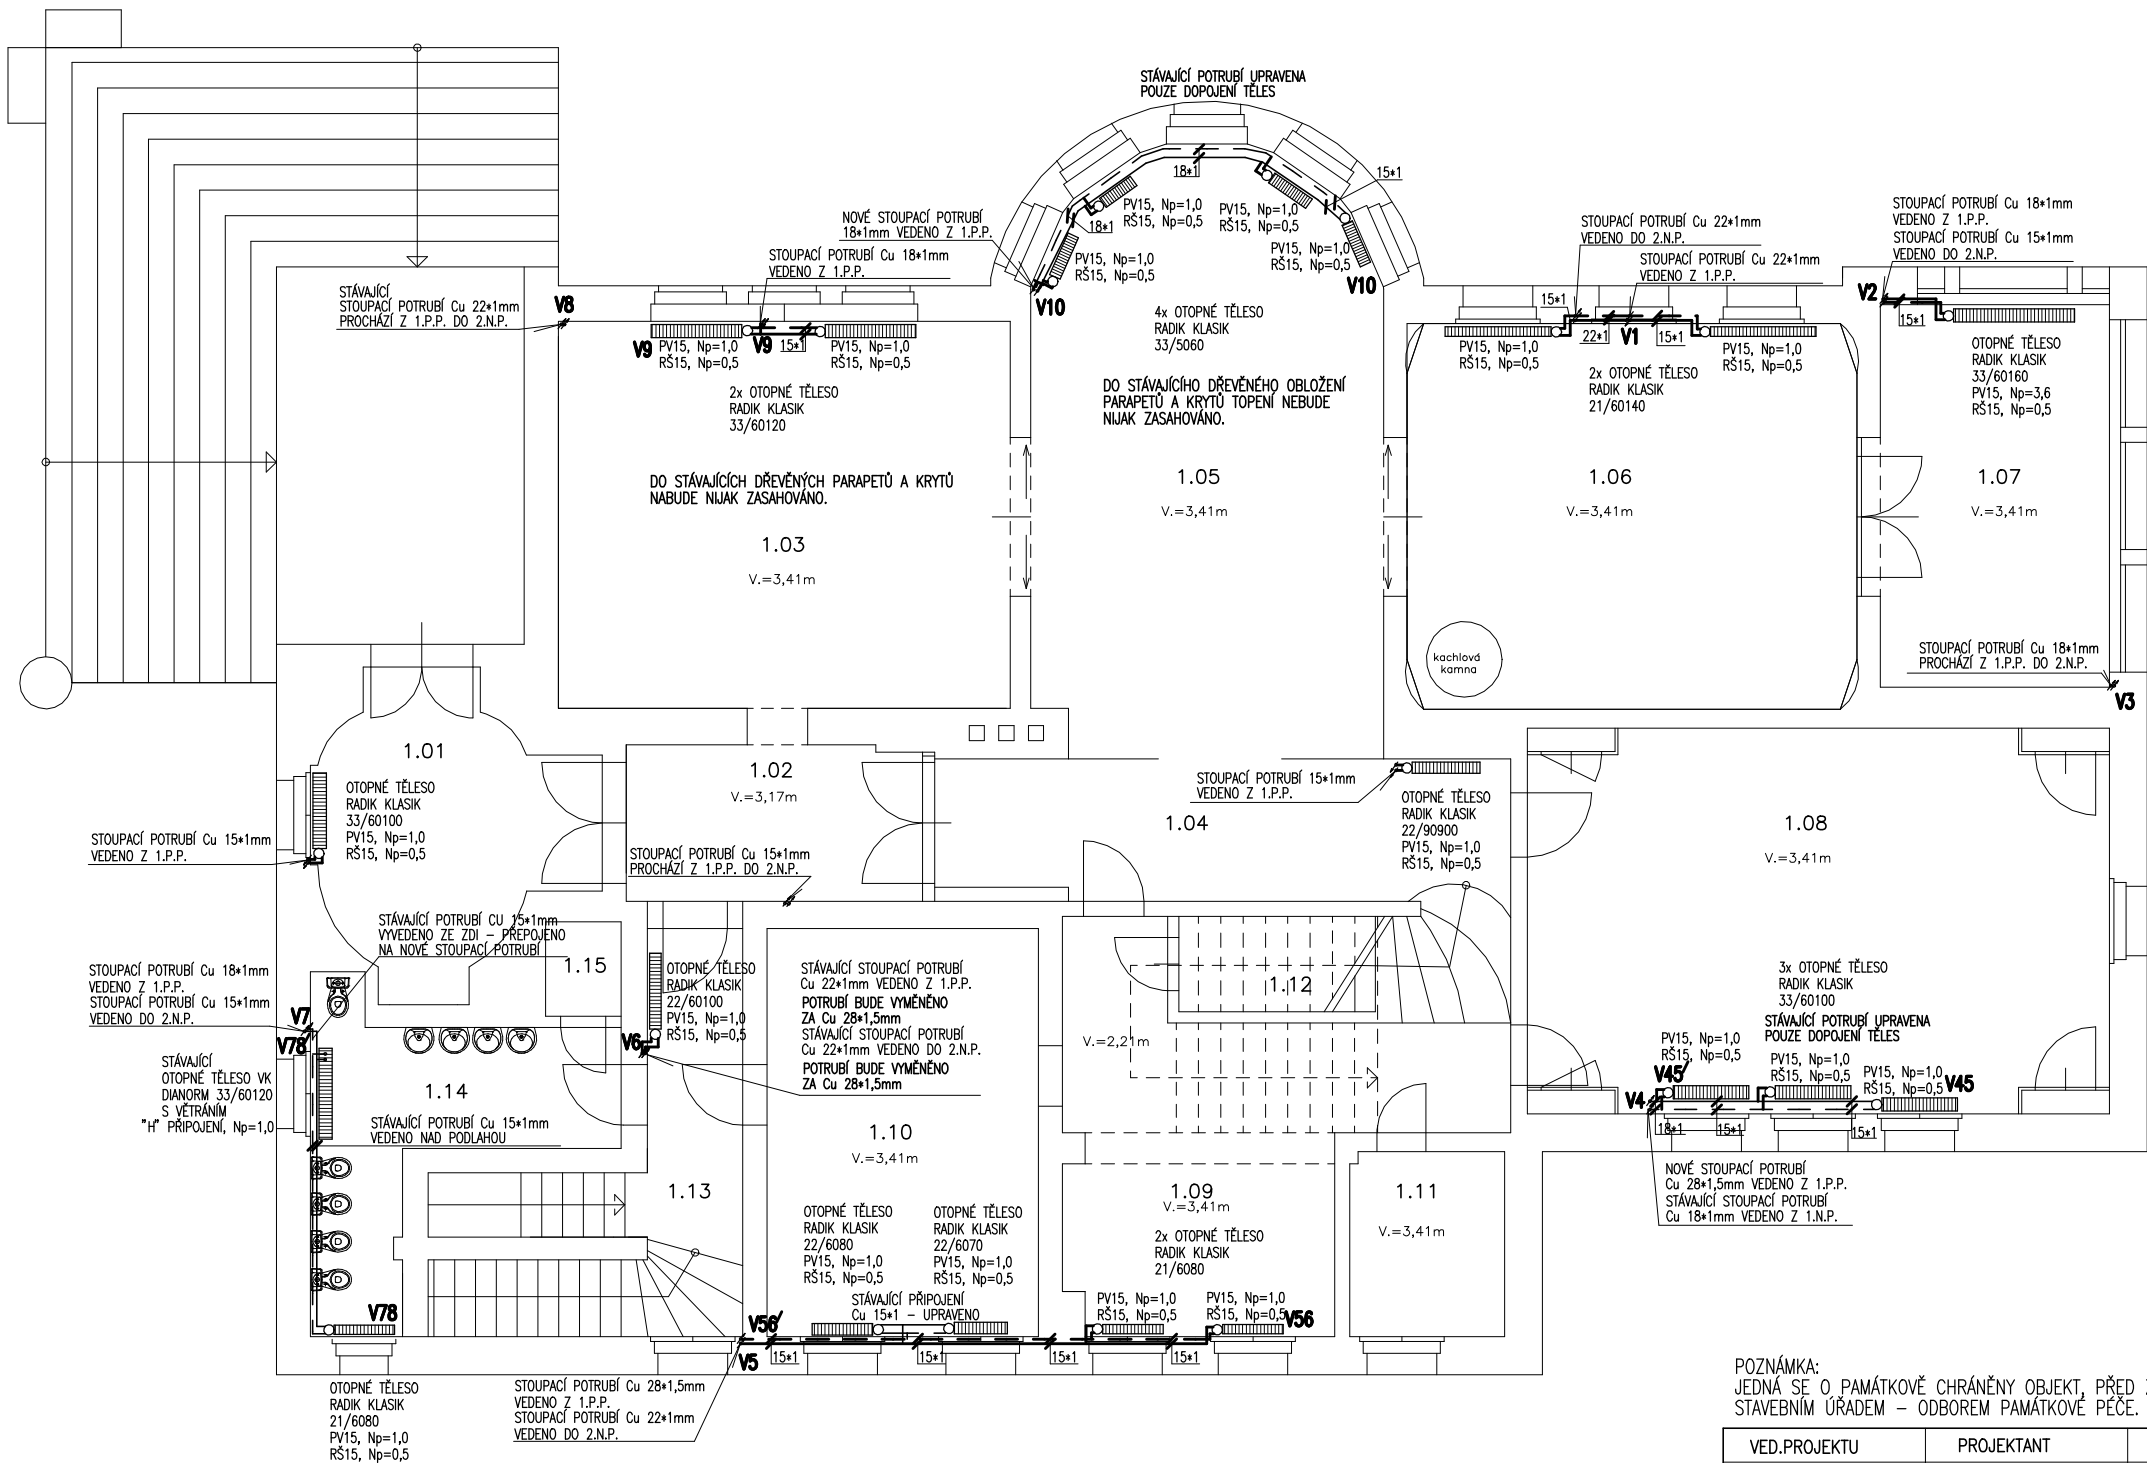 STÁVAJÍCÍ POTRUBÍ UPRAVENA
POUZE DOPOJENÍ TĚLES
18*1
15*1
PV15, Np=1,0
RŠ15, Np=0,5
PV15, Np=1,0
RŠ15, Np=0,5
18*1
PV15, Np=1,0
RŠ15, Np=0,5
PV15, Np=1,0
RŠ15, Np=0,5
NOVÉ STOUPACÍ POTRUBÍ
18*1mm VEDENO Z 1.P.P.
STOUPACÍ POTRUBÍ Cu 18*1mm
VEDENO Z 1.P.P.
STÁVAJÍCÍ
STOUPACÍ POTRUBÍ Cu 22*1mm
PROCHÁZÍ Z 1.P.P. DO 2.N.P.
V8
V9
V9
15*1
PV15, Np=1,0
RŠ15, Np=0,5
PV15, Np=1,0
RŠ15, Np=0,5
2x OTOPNÉ TĚLESO
RADIK KLASIK
33/60120
DO STÁVAJÍCÍCH DŘEVĚNÝCH PARAPETŮ A KRYTŮ
NABUDE NIJAK ZASAHOVÁNO.
1.03
V.=3,41m
V10
V10
4x OTOPNÉ TĚLESO
RADIK KLASIK
33/5060
DO STÁVAJÍCÍHO DŘEVĚNÉHO OBLOŽENÍ
PARAPETŮ A KRYTŮ TOPENÍ NEBUDE
NIJAK ZASAHOVÁNO.
1.05
V.=3,41m
STOUPACÍ POTRUBÍ Cu 22*1mm
VEDENO DO 2.N.P.
STOUPACÍ POTRUBÍ Cu 22*1mm
VEDENO Z 1.P.P.
15*1
22*1
V1
15*1
PV15, Np=1,0
RŠ15, Np=0,5
PV15, Np=1,0
RŠ15, Np=0,5
2x OTOPNÉ TĚLESO
RADIK KLASIK
21/60140
1.06
V.=3,41m
kachlová
kamna
STOUPACÍ POTRUBÍ Cu 18*1mm
VEDENO Z 1.P.P.
STOUPACÍ POTRUBÍ Cu 15*1mm
VEDENO DO 2.N.P.
V2
15*1
OTOPNÉ TĚLESO
RADIK KLASIK
33/60160
PV15, Np=3,6
RŠ15, Np=0,5
1.07
V.=3,41m
STOUPACÍ POTRUBÍ Cu 18*1mm
PROCHÁZÍ Z 1.P.P. DO 2.N.P.
V3
1.01
OTOPNÉ TĚLESO
RADIK KLASIK
33/60100
PV15, Np=1,0
RŠ15, Np=0,5
STOUPACÍ POTRUBÍ Cu 15*1mm
VEDENO Z 1.P.P.
1.02
V.=3,17m
STOUPACÍ POTRUBÍ Cu 15*1mm
PROCHÁZÍ Z 1.P.P. DO 2.N.P.
STOUPACÍ POTRUBÍ 15*1mm
VEDENO Z 1.P.P.
1.04
OTOPNÉ TĚLESO
RADIK KLASIK
22/90900
PV15, Np=1,0
RŠ15, Np=0,5
1.08
V.=3,41m
STÁVAJÍCÍ POTRUBÍ CU 15*1mm
VYVEDENO ZE ZDI – PŘEPOJENO
NA NOVÉ STOUPACÍ POTRUBÍ
1.15
STOUPACÍ POTRUBÍ Cu 18*1mm
VEDENO Z 1.P.P.
STOUPACÍ POTRUBÍ Cu 15*1mm
VEDENO DO 2.N.P.
V7
V78'
STÁVAJÍCÍ
OTOPNÉ TĚLESO VK
DIANORM 33/60120
S VĚTRÁNÍM
"H" PŘIPOJENÍ, Np=1,0
1.14
STÁVAJÍCÍ POTRUBÍ Cu 15*1mm
VEDENO NAD PODLAHOU
OTOPNÉ TĚLESO
RADIK KLASIK
22/60100
PV15, Np=1,0
RŠ15, Np=0,5
V6
STÁVAJÍCÍ STOUPACÍ POTRUBÍ
Cu 22*1mm VEDENO Z 1.P.P.
POTRUBÍ BUDE VYMĚNĚNO
ZA Cu 28*1,5mm
STÁVAJÍCÍ STOUPACÍ POTRUBÍ
Cu 22*1mm VEDENO DO 2.N.P.
POTRUBÍ BUDE VYMĚNĚNO
ZA Cu 28*1,5mm
1.10
V.=3,41m
1.12
V.=2,21m
3x OTOPNÉ TĚLESO
RADIK KLASIK
33/60100
STÁVAJÍCÍ POTRUBÍ UPRAVENA
POUZE DOPOJENÍ TĚLES
PV15, Np=1,0
RŠ15, Np=0,5
PV15, Np=1,0
RŠ15, Np=0,5
PV15, Np=1,0
RŠ15, Np=0,5
V45'
V45
V4
18*1
15*1
15*1
NOVÉ STOUPACÍ POTRUBÍ
Cu 28*1,5mm VEDENO Z 1.P.P.
STÁVAJÍCÍ STOUPACÍ POTRUBÍ
Cu 18*1mm VEDENO Z 1.N.P.
1.13
1.09
V.=3,41m
2x OTOPNÉ TĚLESO
RADIK KLASIK
21/6080
1.11
V.=3,41m
OTOPNÉ TĚLESO
RADIK KLASIK
22/6080
PV15, Np=1,0
RŠ15, Np=0,5
OTOPNÉ TĚLESO
RADIK KLASIK
22/6070
PV15, Np=1,0
RŠ15, Np=0,5
STÁVAJÍCÍ PŘIPOJENÍ
Cu 15*1 – UPRAVENO
PV15, Np=1,0
RŠ15, Np=0,5
PV15, Np=1,0
RŠ15, Np=0,5
V56
V78
V56'
V5
15*1
15*1
15*1
15*1
OTOPNÉ TĚLESO
RADIK KLASIK
21/6080
PV15, Np=1,0
RŠ15, Np=0,5
STOUPACÍ POTRUBÍ Cu 28*1,5mm
VEDENO Z 1.P.P.
STOUPACÍ POTRUBÍ Cu 22*1mm
VEDENO DO 2.N.P.
POZNÁMKA:
JEDNÁ SE O PAMÁTKOVĚ CHRÁNĚNY OBJEKT, PŘED
STAVEBNÍM ÚŘADEM – ODBOREM PAMÁTKOVÉ PÉČE.
VED.PROJEKTU
PROJEKTANT